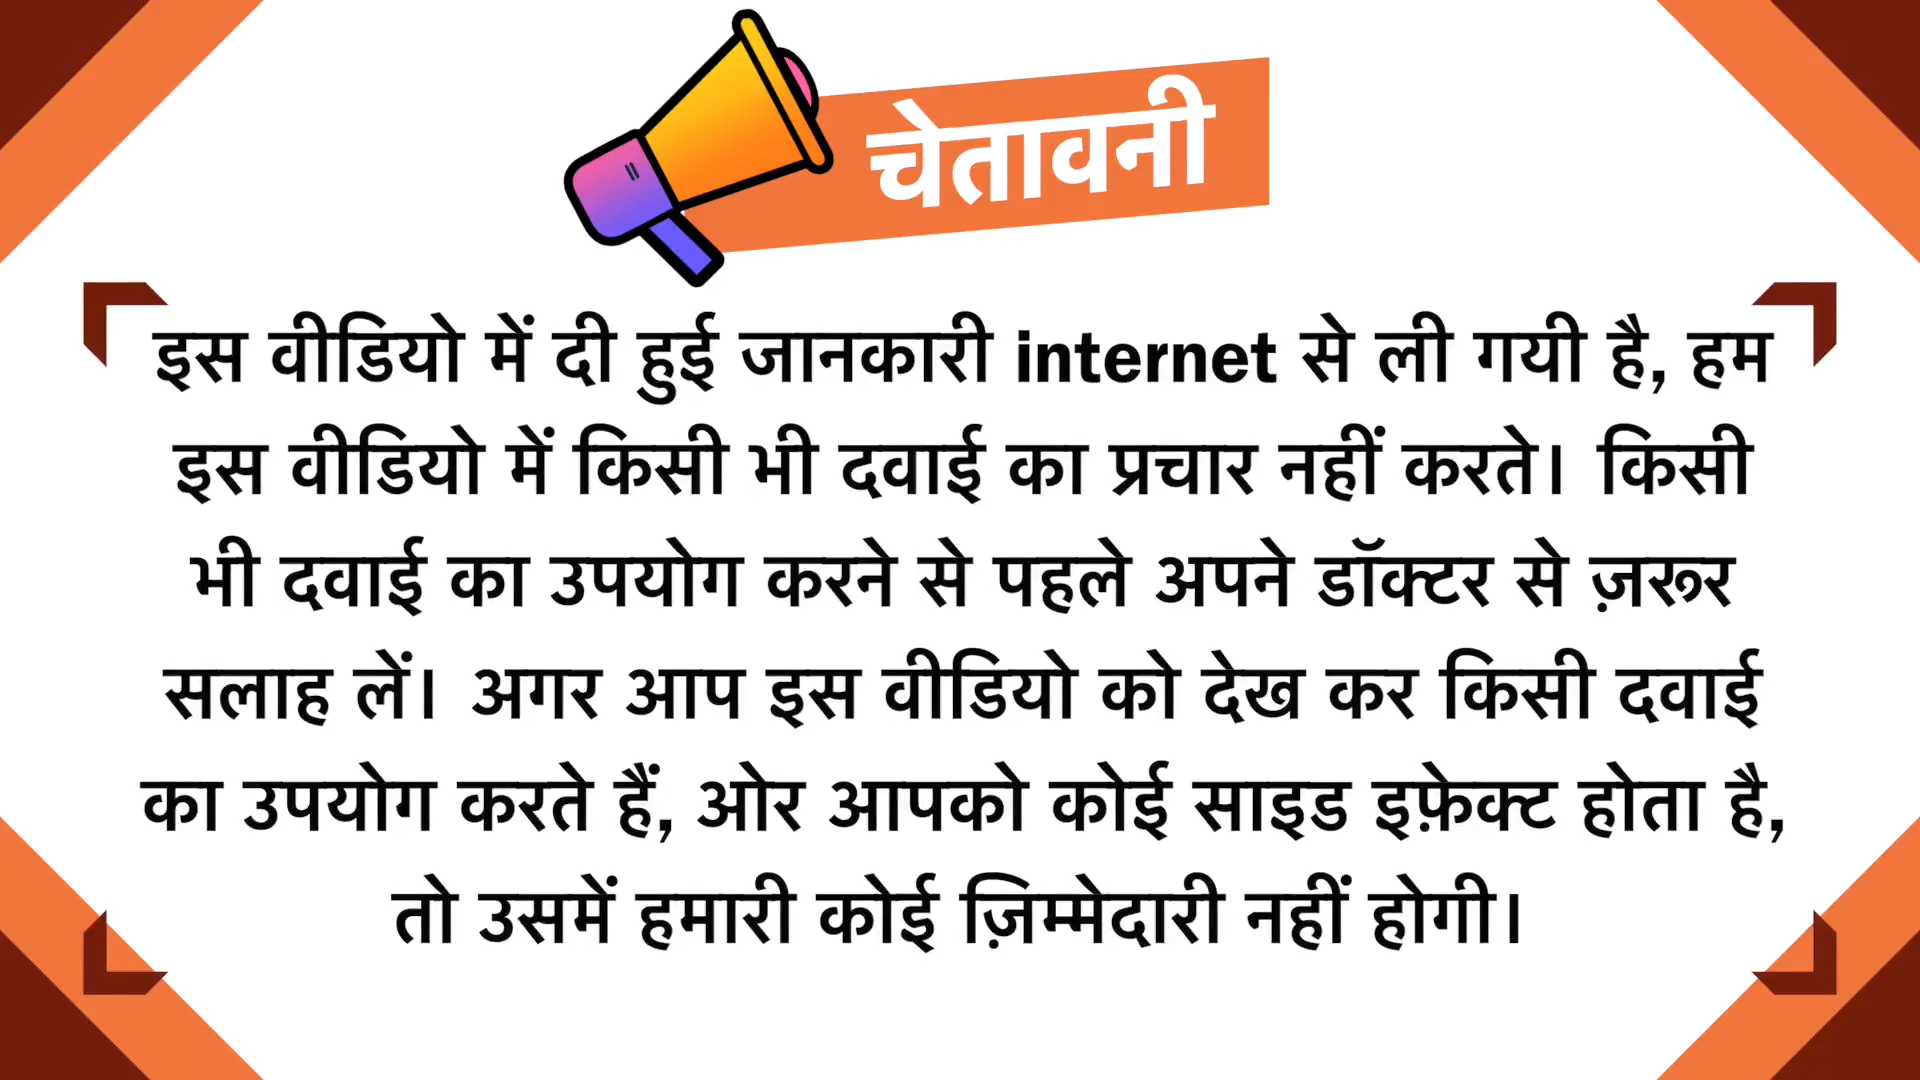 चेतावनी
इस वीडियो में दी हुई जानकारी internet से ली गयी है, हम
इस वीडियो में किसी भी दवाई का प्रचार नहीं करते। किसी
भी दवाई का उपयोग करने से पहले अपने डॉक्टर से ज़रूर
सलाह लें। अगर आप इस वीडियो को देख कर किसी दवाई
का उपयोग करते हैं, ओर आपको कोई साइड इफ़ेक्ट होता है,
तो उसमें हमारी कोई ज़िम्मेदारी नहीं होगी।